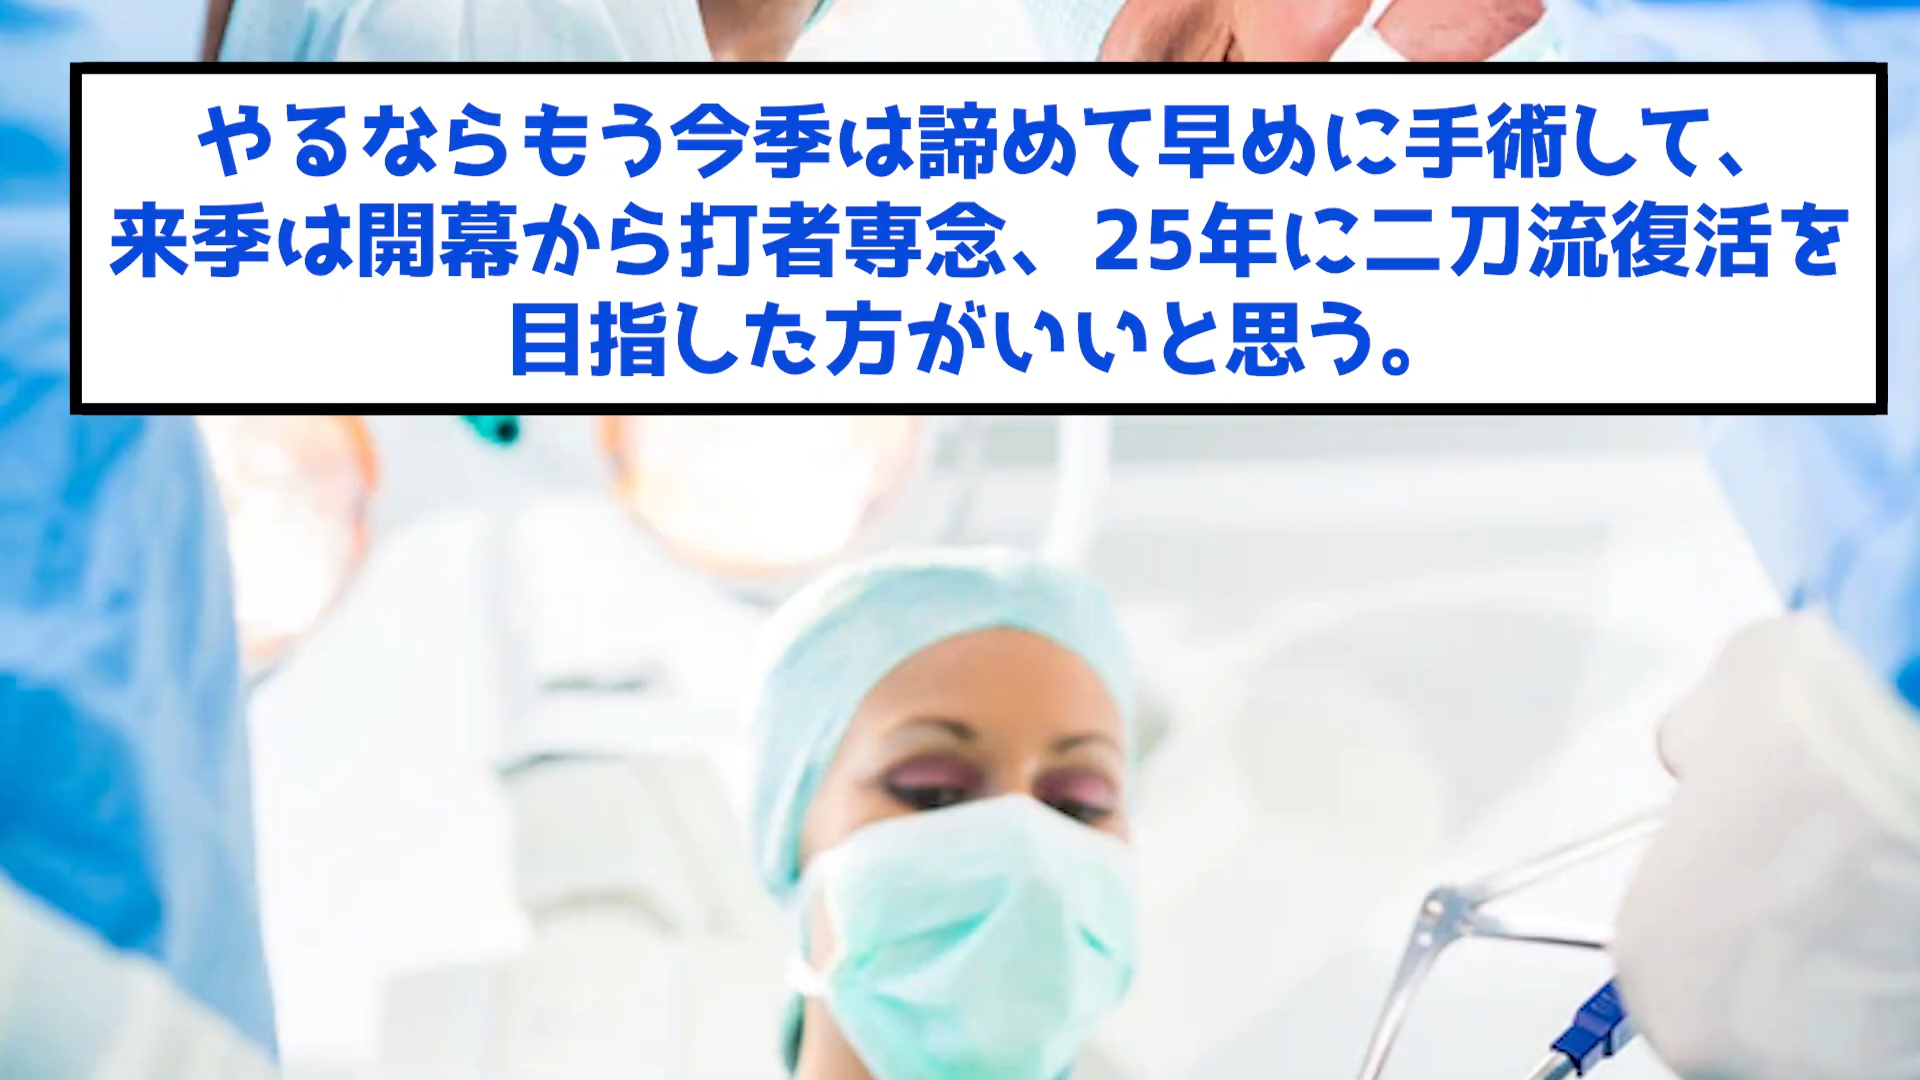 やるならもう今季は諦めて早めに手術して、
来季は開幕から打者専念、25年に二刀流復活を
目指した方がいいと思う。